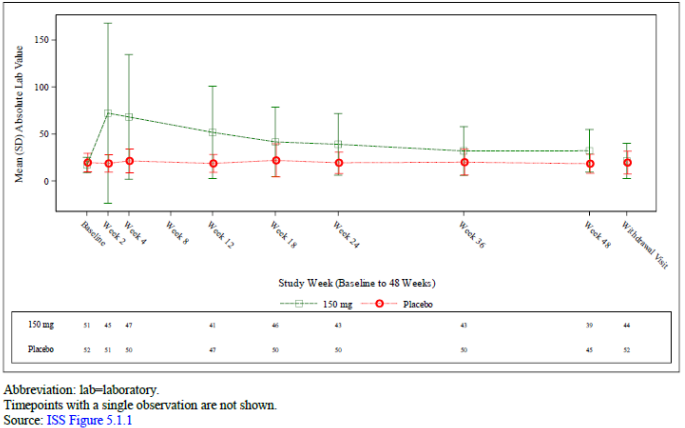 150
100
50
0
Mean (SD) Absolute Lab Value
Baseline Week 2 Week 4 Week 8 Week 12 Week 18 Week 24 Week 36 Week 48 Withdrawal Visit
Study Week (Baseline to 48 Weeks)
150 mg Placebo
150 mg 51 45 47 41 46 43 43 39 44
Placebo 52 51 50 47 50 50 50 45 52
Abbreviation: lab=laboratory.
Timepoints with a single observation are not shown.
Source: ISS Figure 5.1.1